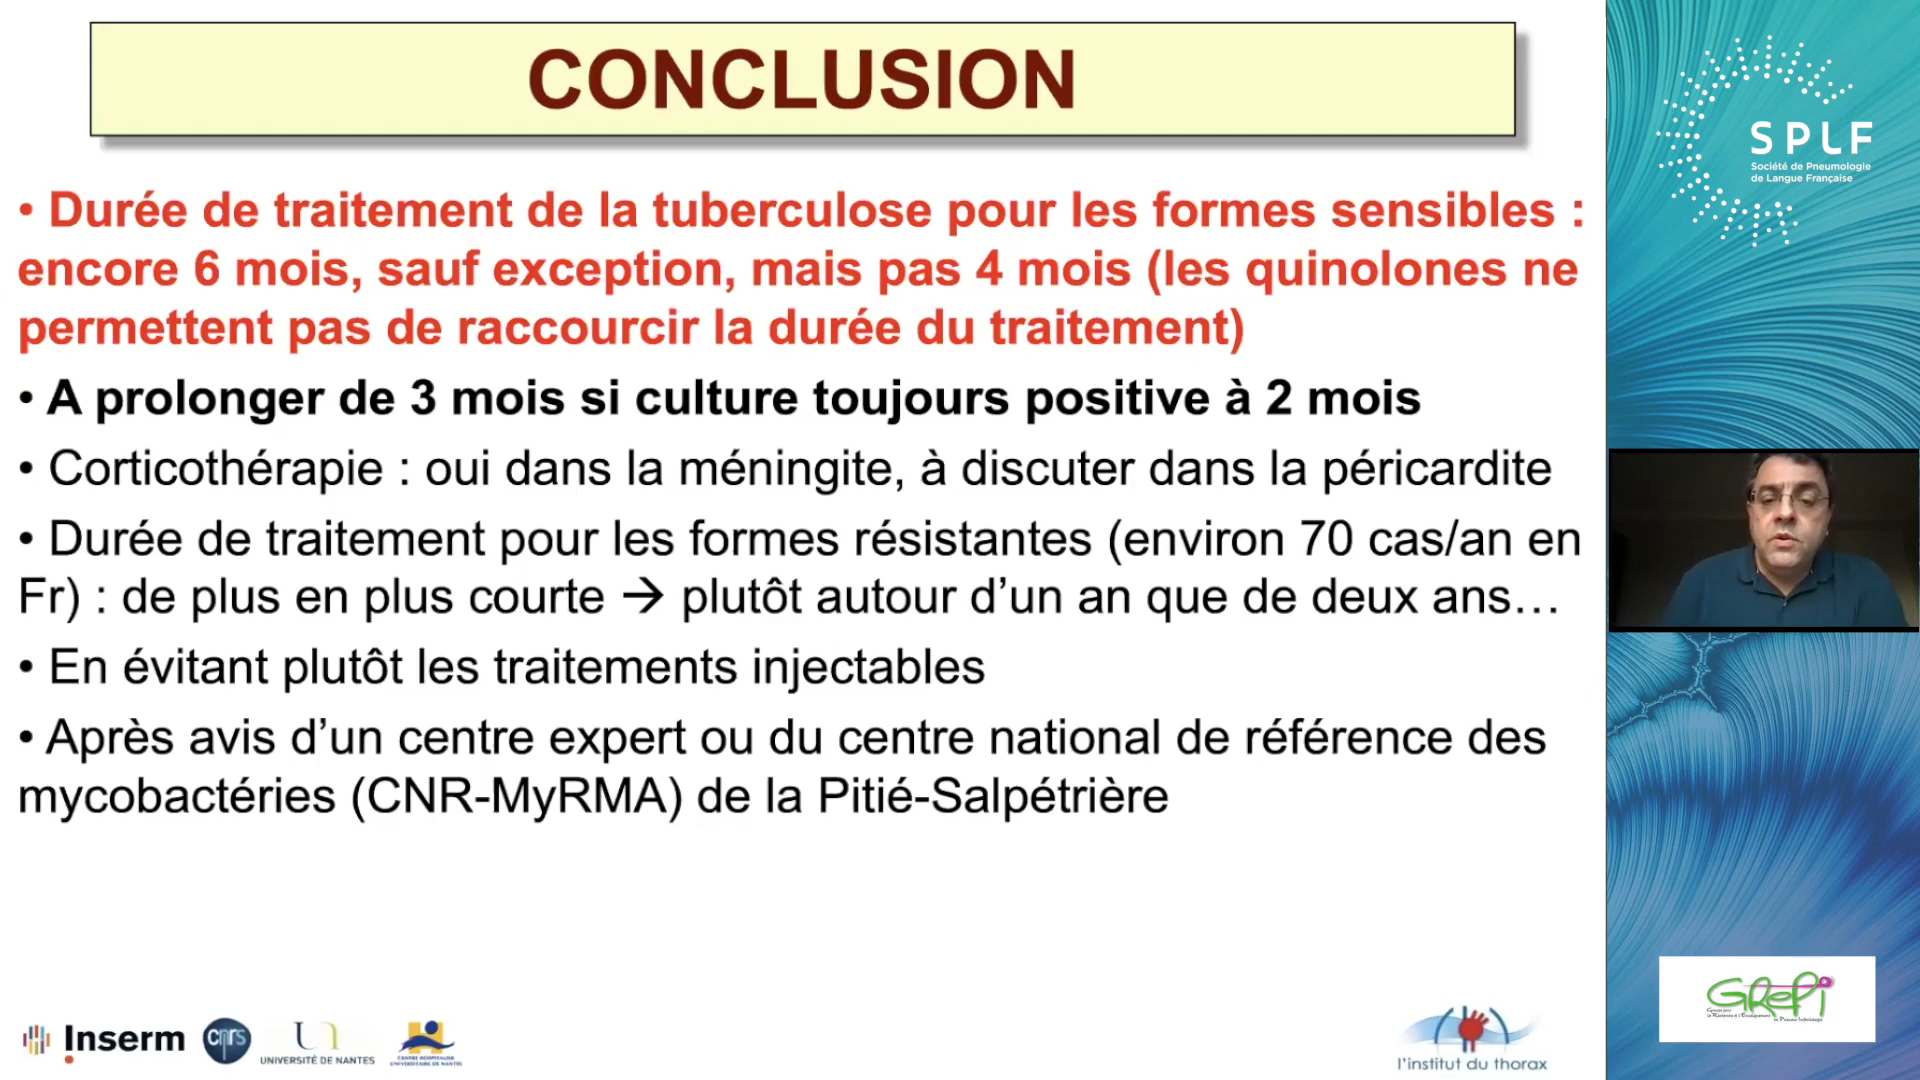 CONCLUSION
• Durée de traitement de la tuberculose pour les formes sensibles :
encore 6 mois, sauf exception, mais pas 4 mois (les quinolones ne
permettent pas de raccourcir la durée du traitement)
• A prolonger de 3 mois si culture toujours positive à 2 mois
• Corticothérapie : oui dans la méningite, à discuter dans la péricardite
• Durée de traitement pour les formes résistantes (environ 70 cas/an en
Fr) : de plus en plus courte → plutôt autour d’un an que de deux ans…
• En évitant plutôt les traitements injectables
• Après avis d’un centre expert ou du centre national de référence des
mycobactéries (CNR-MyRMA) de la Pitié-Salpétrière
Inserm
cnrs
UNIVERSITÉ DE NANTES
CENTRE HOSPITALIER
UNIVERSITAIRE DE NANTES
l’institut du thorax
SPLF
Société de Pneumologie
de Langue Française
GREPI